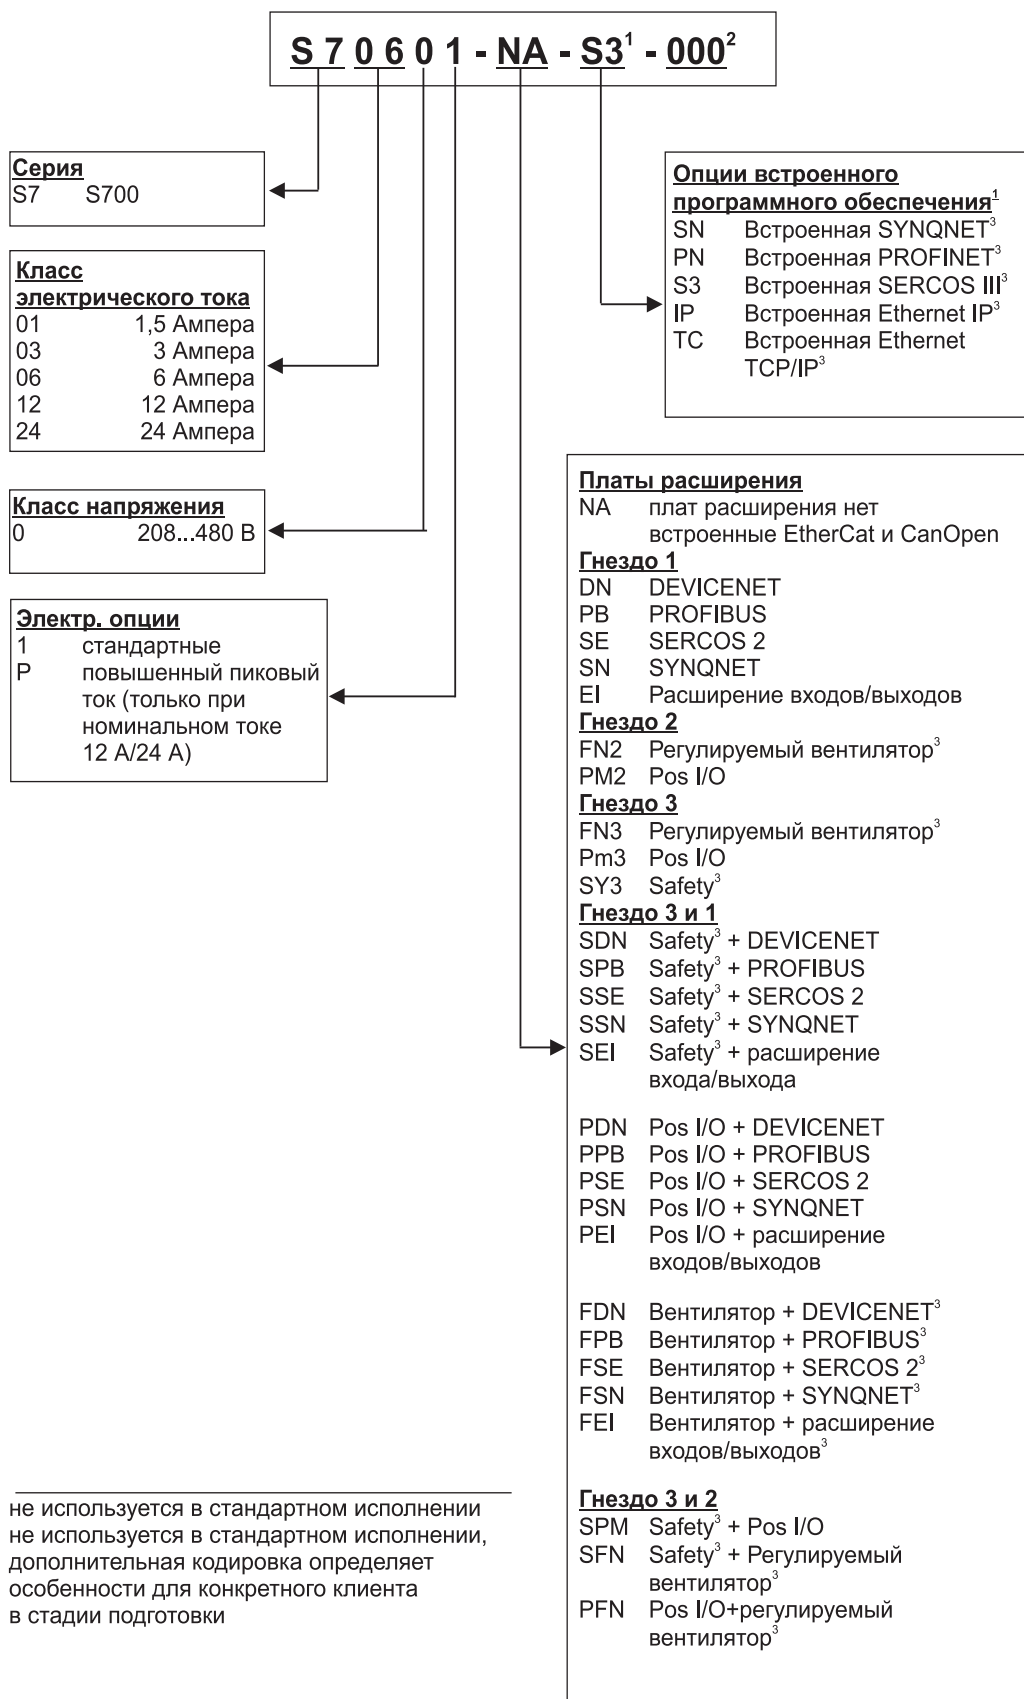 S 7 0 6 0 1 - NA - S3¹ - 000²
Серия
S7 S700
Класс
электрического тока
01 1,5 Ампера
03 3 Ампера
06 6 Ампера
12 12 Ампера
24 24 Ампера
Класс напряжения
0 208...480 В
Электр. опции
1 стандартные
P повышенный пиковый
ток (только при
номинальном токе
12 А/24 А)
Опции встроенного
программного обеспечения¹
SN Встроенная SYNQNET³
PN Встроенная PROFINET³
S3 Встроенная SERCOS III³
IP Встроенная Ethernet IP³
TC Встроенная Ethernet
TCP/IP³
Платы расширения
NA плат расширения нет
встроенные EtherCat и CanOpen
Гнездо 1
DN DEVICENET
PB PROFIBUS
SE SERCOS 2
SN SYNQNET
EI Расширение входов/выходов
Гнездо 2
FN2 Регулируемый вентилятор³
PM2 Pos I/O
Гнездо 3
FN3 Регулируемый вентилятор³
Pm3 Pos I/O
SY3 Safety³
Гнездо 3 и 1
SDN Safety³ + DEVICENET
SPB Safety³ + PROFIBUS
SSE Safety³ + SERCOS 2
SSN Safety³ + SYNQNET
SEI Safety³ + расширение
входа/выхода
PDN Pos I/O + DEVICENET
PPB Pos I/O + PROFIBUS
PSE Pos I/O + SERCOS 2
PSN Pos I/O + SYNQNET
PEI Pos I/O + расширение
входов/выходов
FDN Вентилятор + DEVICENET³
FPB Вентилятор + PROFIBUS³
FSE Вентилятор + SERCOS 2³
FSN Вентилятор + SYNQNET³
FEI Вентилятор + расширение
входов/выходов³
Гнездо 3 и 2
SPM Safety³ + Pos I/O
SFN Safety³ + Регулируемый
вентилятор³
PFN Pos I/O+регулируемый
вентилятор³
не используется в стандартном исполнении
не используется в стандартном исполнении,
дополнительная кодировка определяет
особенности для конкретного клиента
в стадии подготовки